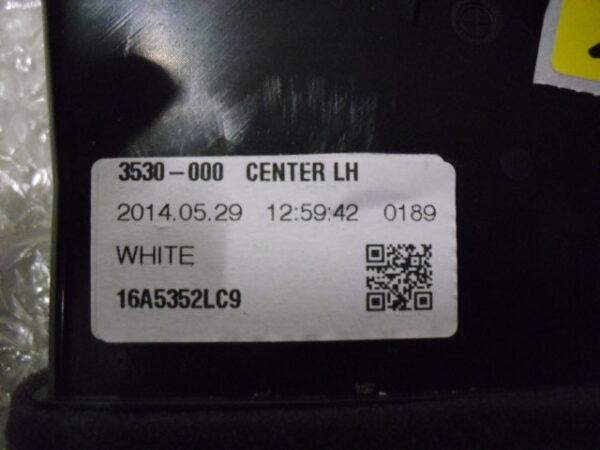 3530-000 CENTER LH
2014.05.29 12:59:42 0189
WHITE
16A5352LC9